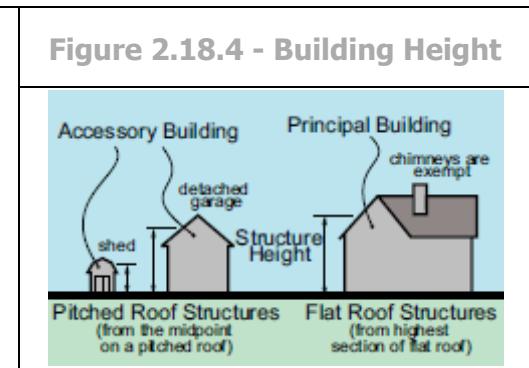 Figure 2.18.4 - Building Height
Accessory Building
Principal Building
chimneys are
exempt
detached
garage
shed
Structure
Height
Pitched Roof Structures
(from the midpoint
on a pitched roof)
Flat Roof Structures
(from highest
section of flat roof)